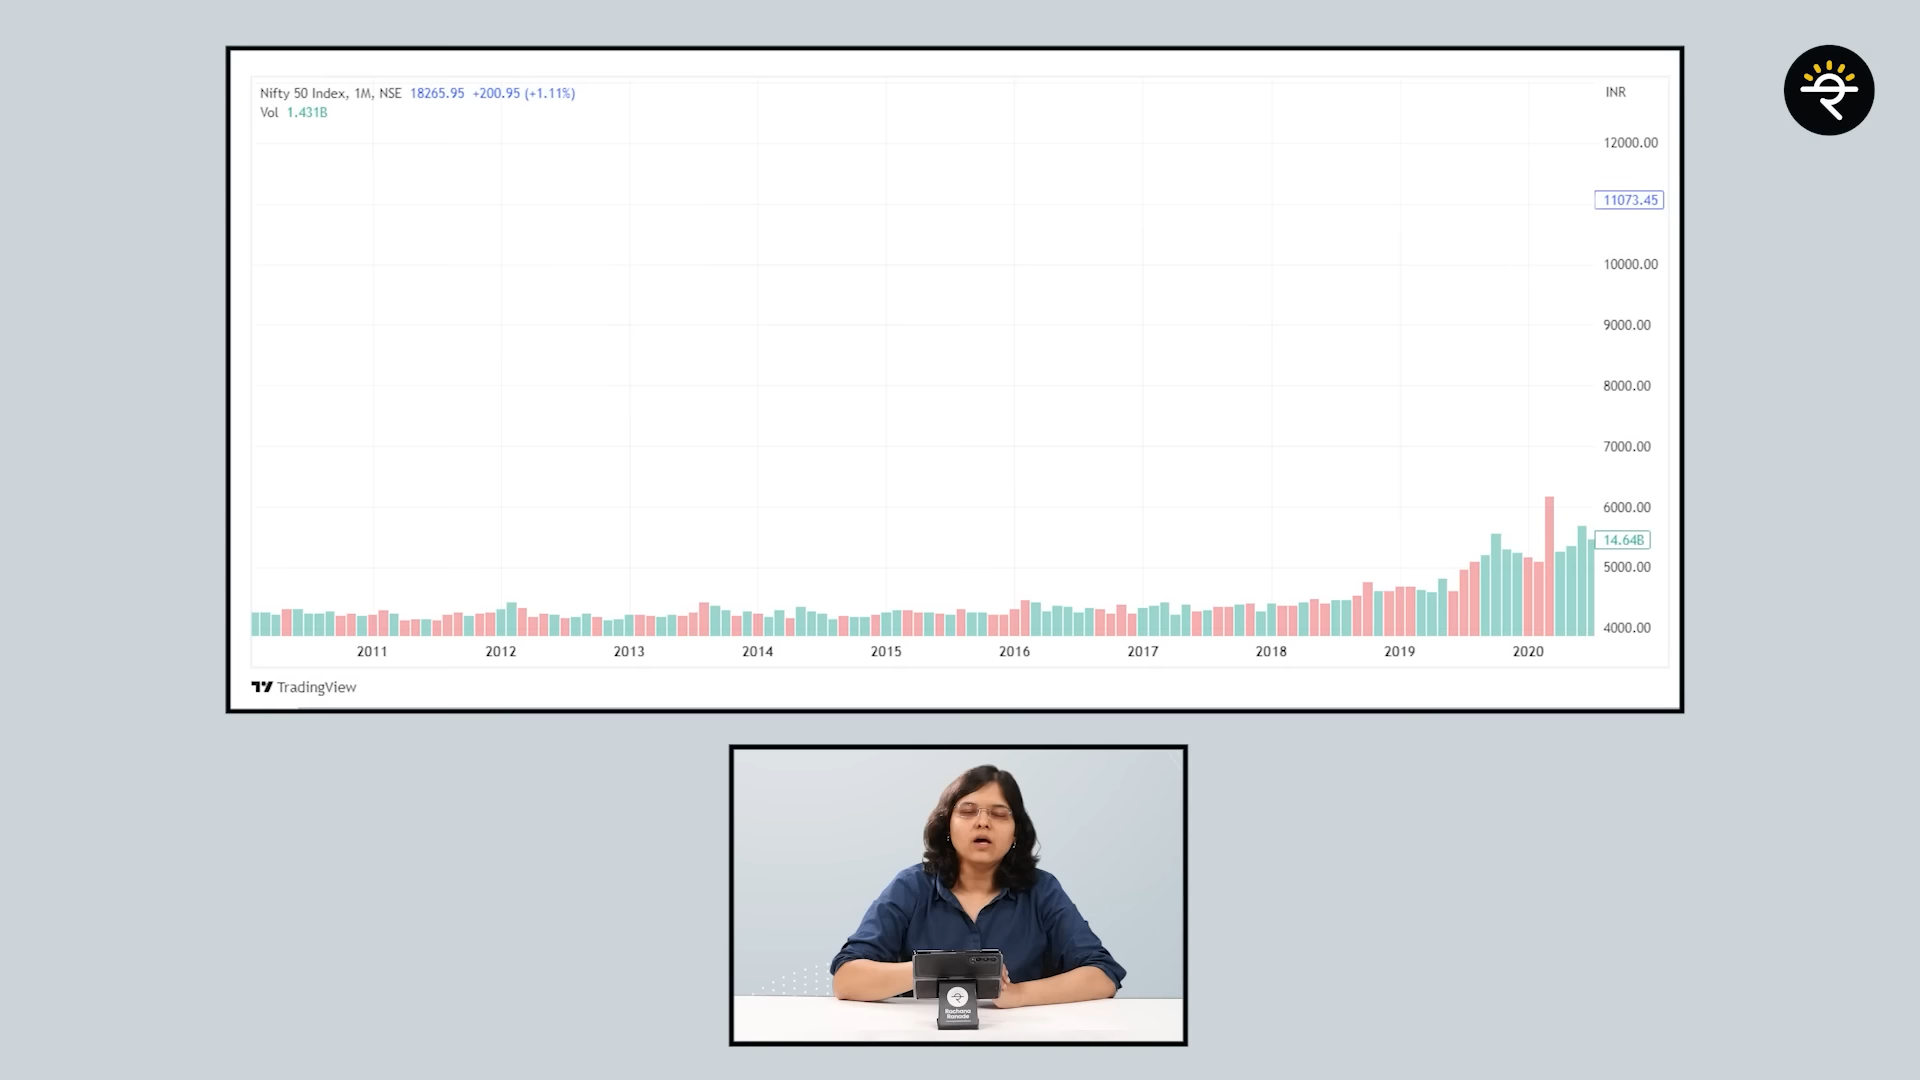 Nifty 50 Index, 1M, NSE 18265.95 +200.95 (+1.11%)
Vol 1.431B
INR
12000.00
11073.45
10000.00
9000.00
8000.00
7000.00
6000.00
14.64B
5000.00
4000.00
2011 2012 2013 2014 2015 2016 2017 2018 2019 2020
TradingView
Rachana
Ranade